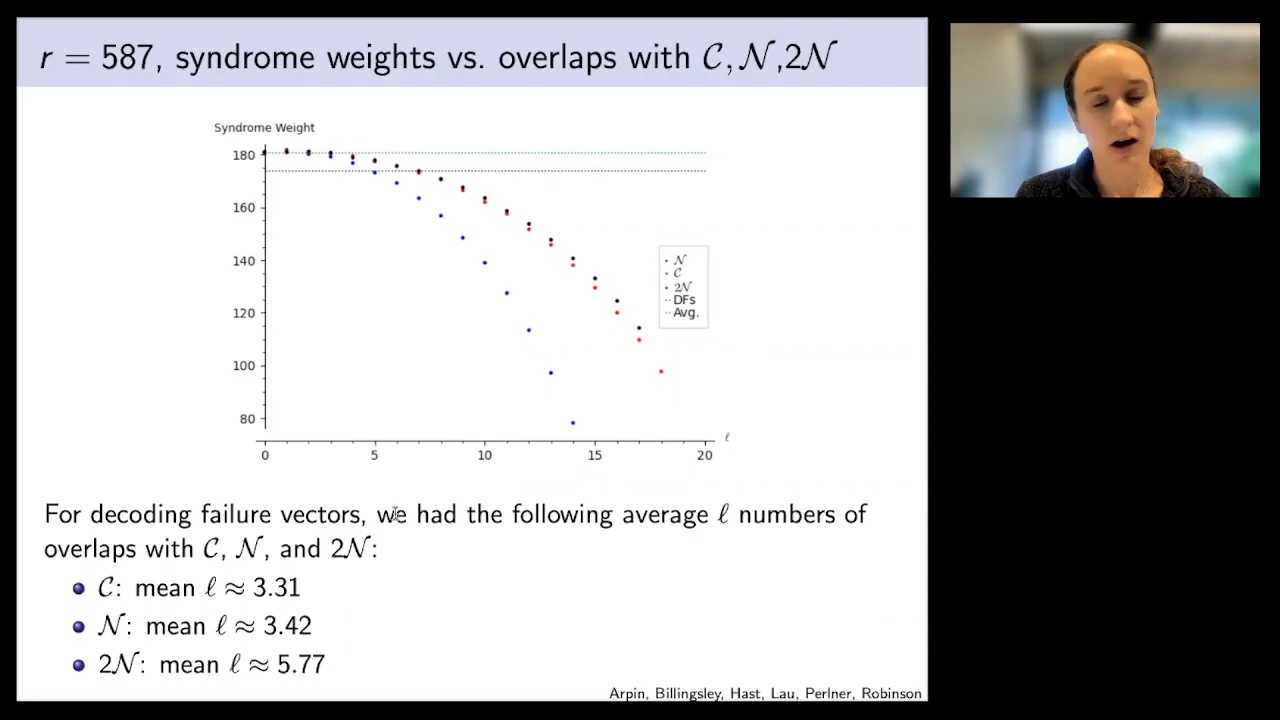 r = 587, syndrome weights vs. overlaps with 𝒞, 𝒩, 2𝒩
Syndrome Weight
180
160
140
120
100
80
0 5 10 15 20
ℓ
𝒩
𝒞
2𝒩
DFs
Avg.
For decoding failure vectors, we had the following average ℓ numbers of
overlaps with 𝒞, 𝒩, and 2𝒩:
𝒞: mean ℓ ≈ 3.31
𝒩: mean ℓ ≈ 3.42
2𝒩: mean ℓ ≈ 5.77
Arpin, Billingsley, Hast, Lau, Perlner, Robinson